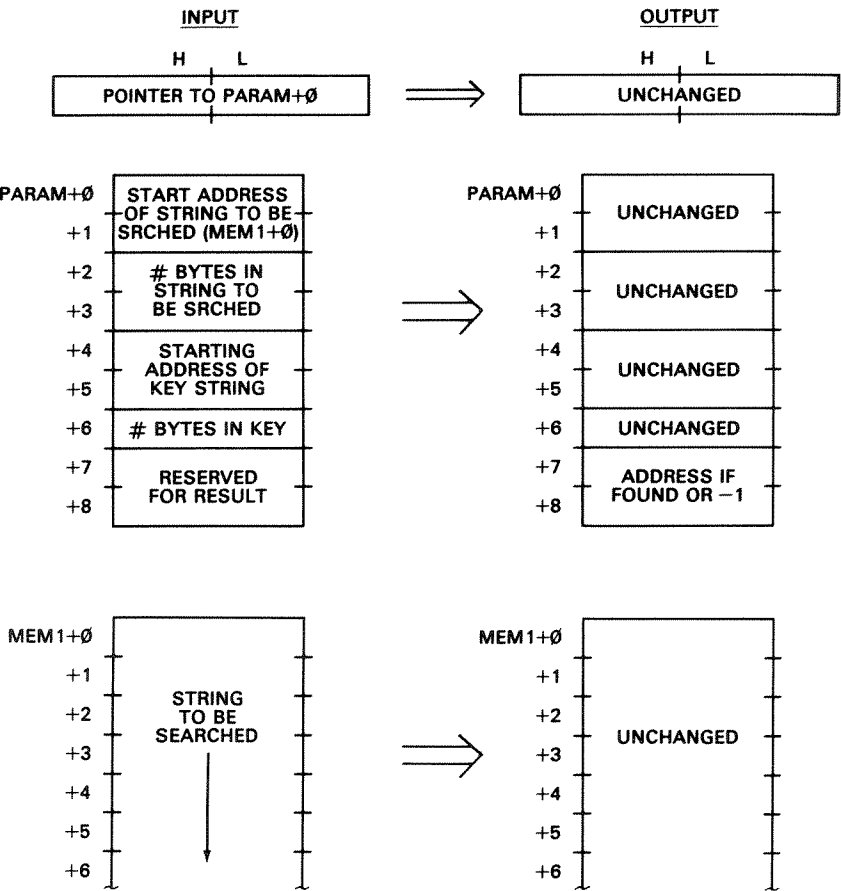 INPUT
OUTPUT
H L
H L
POINTER TO PARAM+Ø
UNCHANGED
PARAM+Ø
+1
+2
+3
+4
+5
+6
+7
+8
START ADDRESS
OF STRING TO BE
SRCHED (MEM1+Ø)
# BYTES IN
STRING TO
BE SRCHED
STARTING
ADDRESS OF
KEY STRING
# BYTES IN KEY
RESERVED
FOR RESULT
PARAM+Ø
+1
+2
+3
+4
+5
+6
+7
+8
UNCHANGED
UNCHANGED
UNCHANGED
UNCHANGED
ADDRESS IF
FOUND OR −1
MEM1+Ø
+1
+2
+3
+4
+5
+6
STRING
TO BE
SEARCHED
MEM1+Ø
+1
+2
+3
+4
+5
+6
UNCHANGED